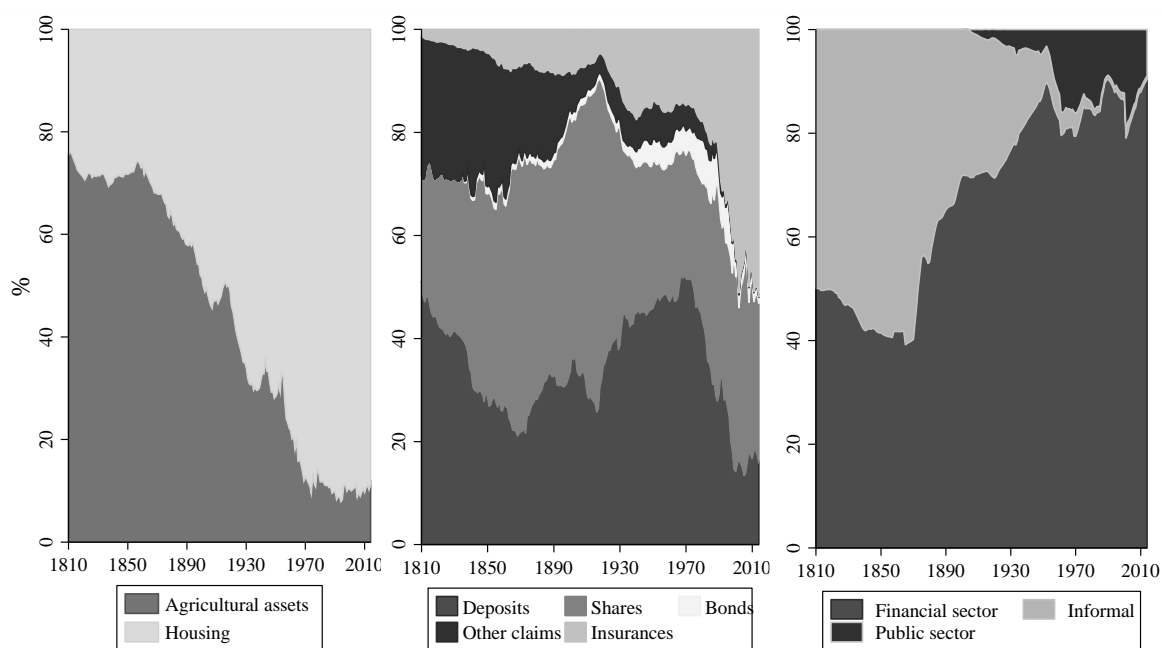 100
80
60
40
20
0
%
1810 1850 1890 1930 1970 2010
Agricultural assets
Housing
100
80
60
40
20
0
1810 1850 1890 1930 1970 2010
Deposits Shares Bonds
Other claims Insurances
100
80
60
40
20
0
1810 1850 1890 1930 1970 2010
Financial sector Informal
Public sector